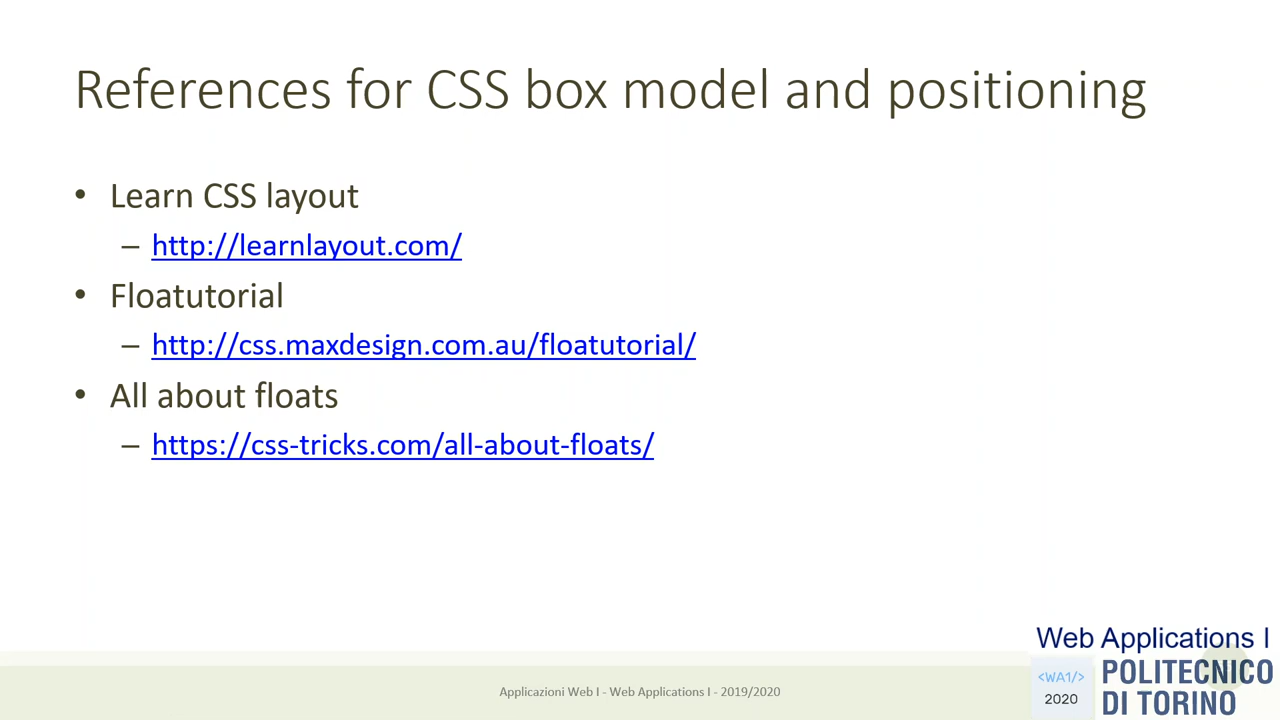 References for CSS box model and positioning
• Learn CSS layout
– http://learnlayout.com/
• Floatutorial
– http://css.maxdesign.com.au/floatutorial/
• All about floats
– https://css-tricks.com/all-about-floats/
Applicazioni Web I - Web Applications I - 2019/2020
Web Applications I
<WA1/>
2020
POLITECNICO
DI TORINO